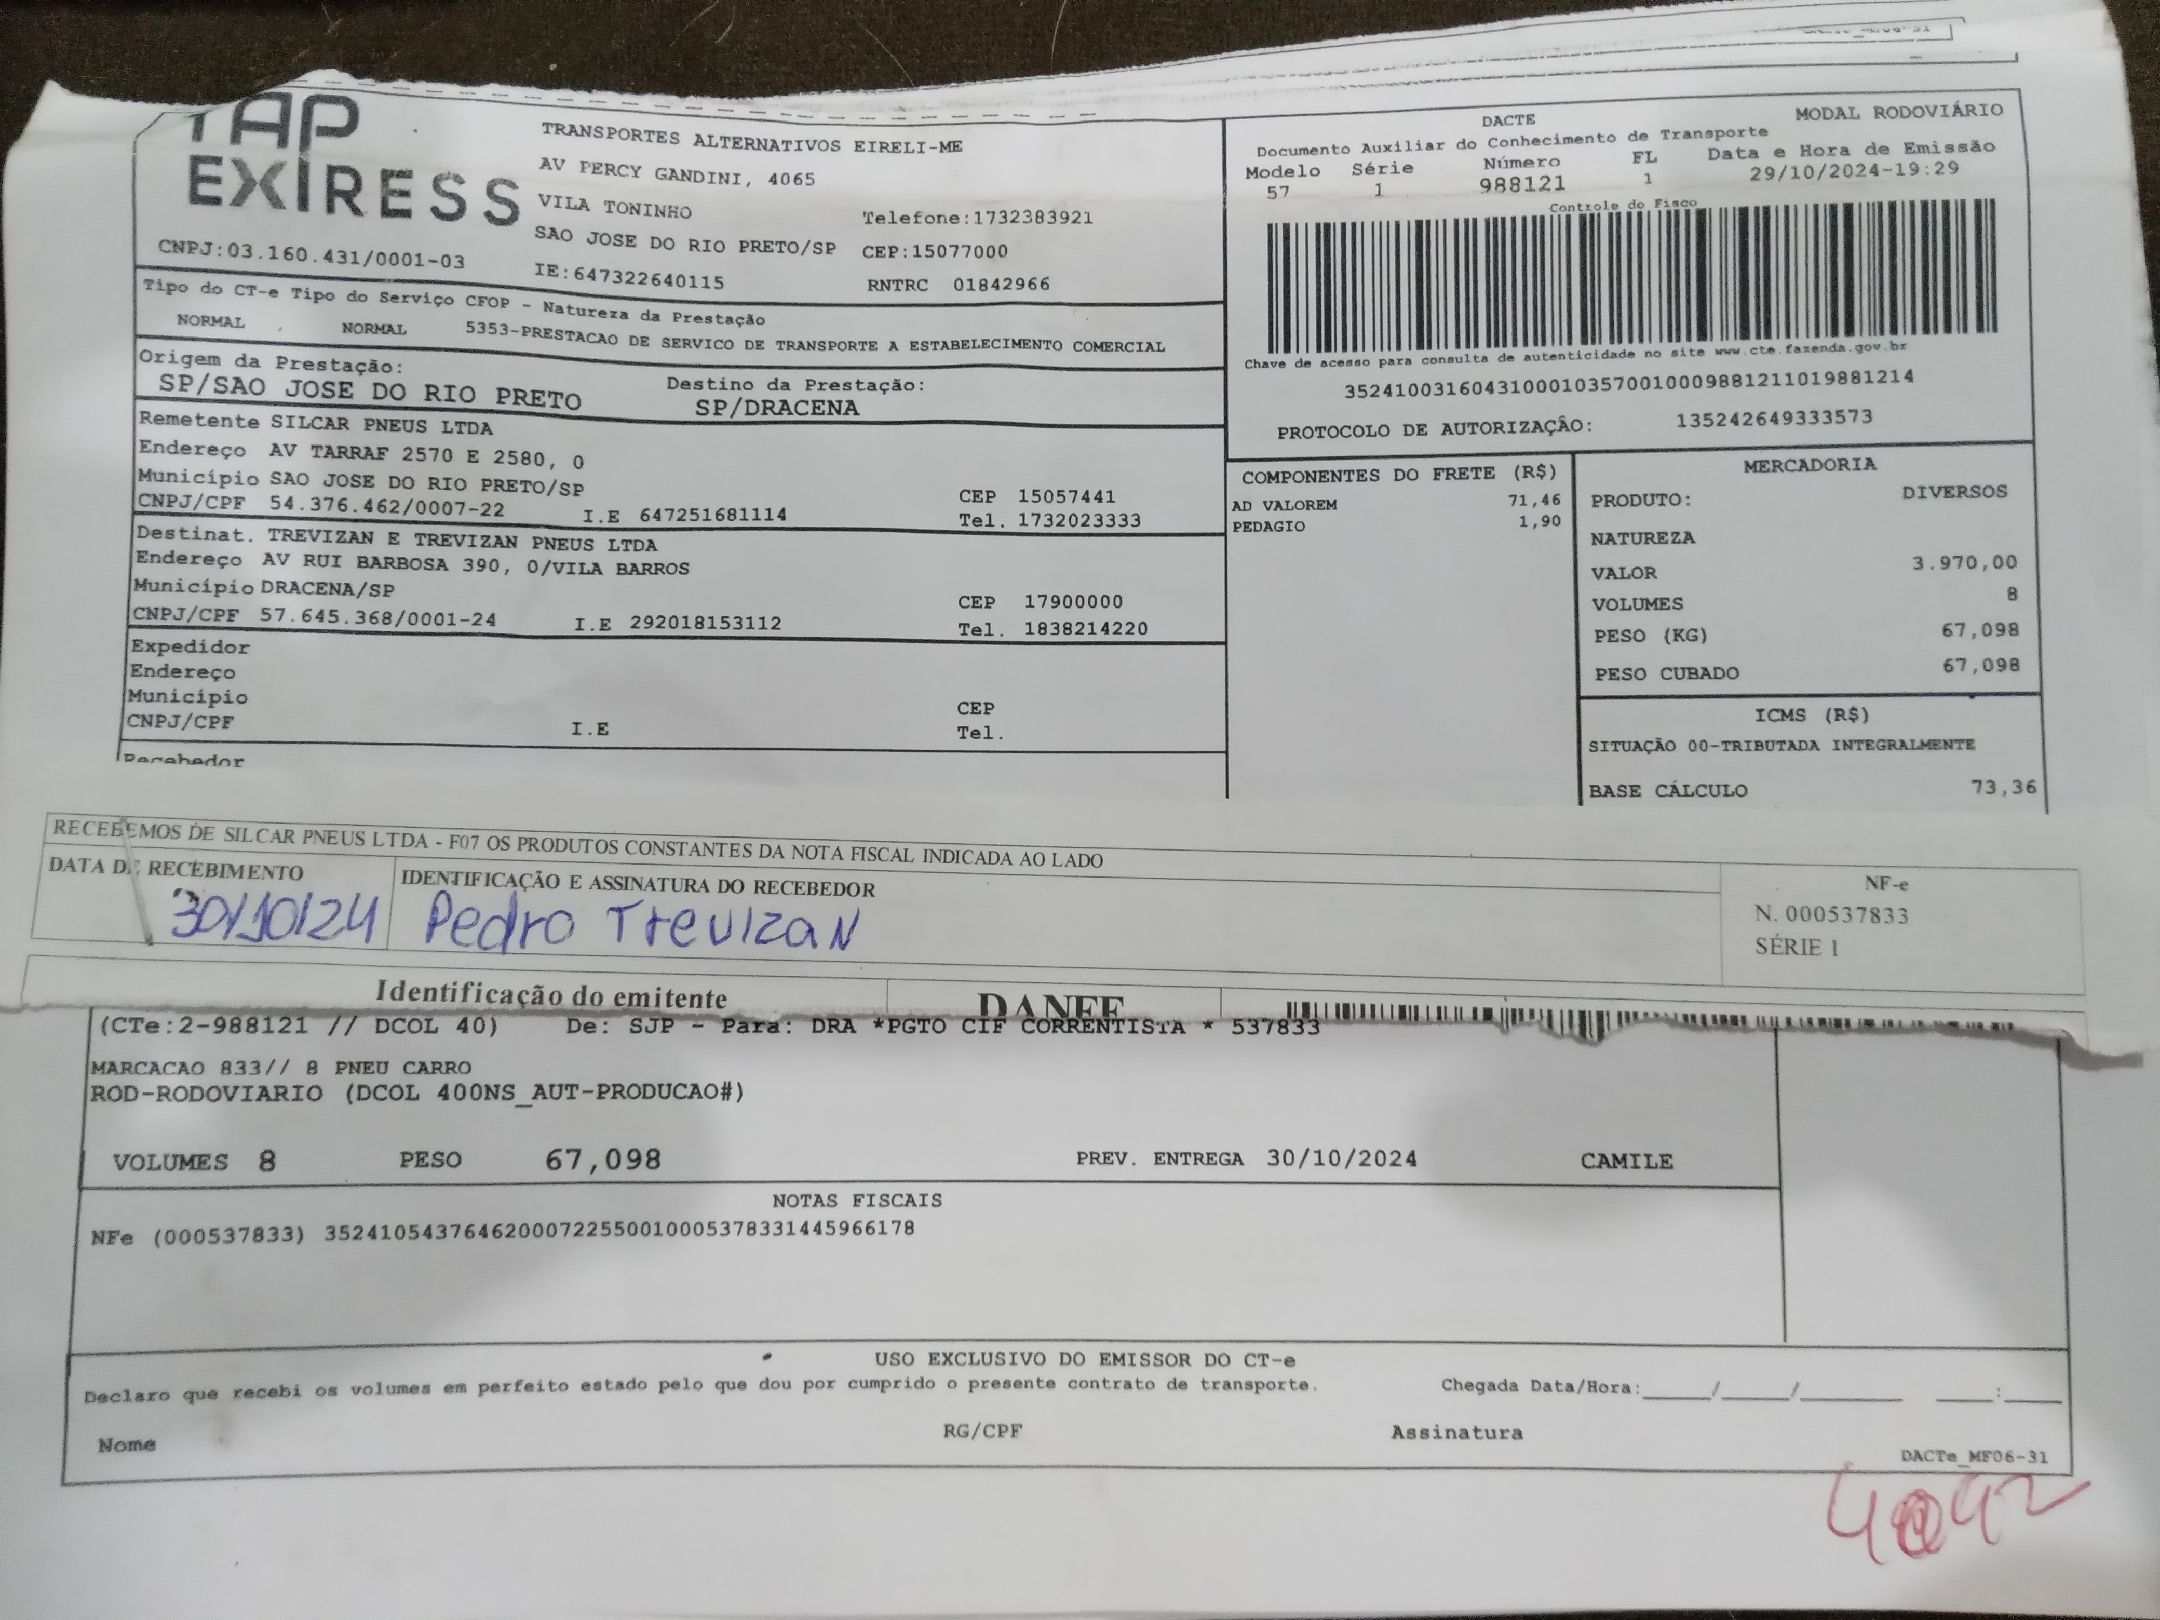 TAP
EXIRESS
CNPJ:03.160.431/0001-03
TRANSPORTES ALTERNATIVOS EIRELI-ME
AV PERCY GANDINI, 4065
VILA TONINHO
Telefone:1732383921
SAO JOSE DO RIO PRETO/SP CEP:15077000
IE:647322640115 RNTRC 01842966
DACTE MODAL RODOVIÁRIO
Documento Auxiliar do Conhecimento de Transporte
Modelo Série Número FL Data e Hora de Emissão
57 1 988121 1 29/10/2024-19:29
Controle do Fisco
Chave de acesso para consulta de autenticidade no site www.cte.fazenda.gov.br
35241003160431000103570010009881211019881214
PROTOCOLO DE AUTORIZAÇÂO: 135242649333573
Tipo do CT-e Tipo do Serviço CFOP - Natureza da Prestação
NORMAL NORMAL 5353-PRESTACAO DE SERVICO DE TRANSPORTE A ESTABELECIMENTO COMERCIAL
Origem da Prestação: Destino da Prestação:
SP/SAO JOSE DO RIO PRETO SP/DRACENA
Remetente SILCAR PNEUS LTDA
Endereço AV TARRAF 2570 E 2580, 0
Município SAO JOSE DO RIO PRETO/SP CEP 15057441
CNPJ/CPF 54.376.462/0007-22 I.E 647251681114 Tel. 1732023333
Destinat. TREVIZAN E TREVIZAN PNEUS LTDA
Endereço AV RUI BARBOSA 390, 0/VILA BARROS
Município DRACENA/SP CEP 17900000
CNPJ/CPF 57.645.368/0001-24 I.E 292018153112 Tel. 1838214220
Expedidor
Endereço
Município CEP
CNPJ/CPF I.E Tel.
Recebedor
COMPONENTES DO FRETE (R$)
AD VALOREM 71,46
PEDAGIO 1,90
MERCADORIA
PRODUTO: DIVERSOS
NATUREZA
VALOR 3.970,00
VOLUMES 8
PESO (KG) 67,098
PESO CUBADO 67,098
ICMS (R$)
SITUAÇÃO 00-TRIBUTADA INTEGRALMENTE
BASE CÁLCULO 73,36
RECEBEMOS DE SILCAR PNEUS LTDA - F07 OS PRODUTOS CONSTANTES DA NOTA FISCAL INDICADA AO LADO
DATA DE RECEBIMENTO IDENTIFICAÇÃO E ASSINATURA DO RECEBEDOR
30/10/24 Pedro Trevizan
NF-e
N. 000537833
SÉRIE 1
Identificação do emitente DANFE
(CTe:2-988121 // DCOL 40) De: SJP - Para: DRA *PGTO CIF CORRENTISTA * 537833
MARCACAO 833// 8 PNEU CARRO
ROD-RODOVIARIO (DCOL 400NS_AUT-PRODUCAO#)
VOLUMES 8 PESO 67,098 PREV. ENTREGA 30/10/2024 CAMILE
NOTAS FISCAIS
NFe (000537833) 35241054376462000722550010005378331445966178
USO EXCLUSIVO DO EMISSOR DO CT-e
Declaro que recebi os volumes em perfeito estado pelo que dou por cumprido o presente contrato de transporte. Chegada Data/Hora:_____/_____/_______ ____:____
Nome RG/CPF Assinatura
DACTe_MF06-31